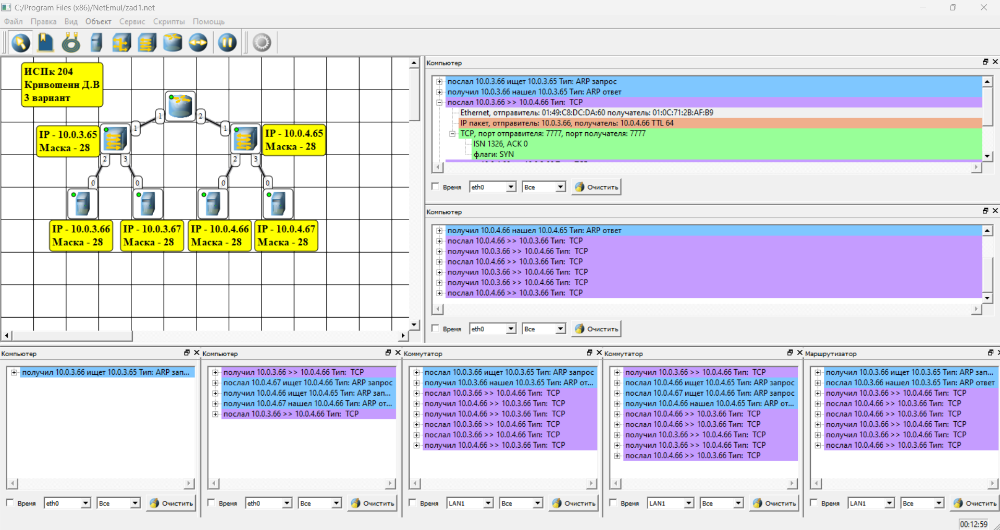 C:/Program Files (x86)/NetEmul/zad1.net
Файл Правка Вид Объект Сервис Скрипты Помощь
ИСПк 204
Кривошеин Д.В
3 вариант
1
2
1
1
IP - 10.0.3.65
Маска - 28
IP - 10.0.4.65
Маска - 28
2
3
2
3
0
0
0
0
IP - 10.0.3.66
Маска - 28
IP - 10.0.3.67
Маска - 28
IP - 10.0.4.66
Маска - 28
IP - 10.0.4.67
Маска - 28
Компьютер
послал 10.0.3.66 ищет 10.0.3.65 Тип: ARP запрос
получил 10.0.3.66 нашел 10.0.3.65 Тип: ARP ответ
послал 10.0.3.66 >> 10.0.4.66 Тип: TCP
Ethernet, отправитель: 01:49:C8:DC:DA:60 получатель: 01:0C:71:2B:AF:B9
IP пакет, отправитель: 10.0.3.66, получатель: 10.0.4.66 TTL 64
TCP, порт отправителя: 7777, порт получателя: 7777
ISN 1326, ACK 0
флаги: SYN
Время eth0 Все Очистить
Компьютер
получил 10.0.4.66 нашел 10.0.4.65 Тип: ARP ответ
послал 10.0.4.66 >> 10.0.3.66 Тип: TCP
получил 10.0.3.66 >> 10.0.4.66 Тип: TCP
послал 10.0.4.66 >> 10.0.3.66 Тип: TCP
получил 10.0.3.66 >> 10.0.4.66 Тип: TCP
получил 10.0.3.66 >> 10.0.4.66 Тип: TCP
послал 10.0.4.66 >> 10.0.3.66 Тип: TCP
Время eth0 Все Очистить
Компьютер
получил 10.0.3.66 ищет 10.0.3.65 Тип: ARP зап...
Время eth0 Все Очистить
Компьютер
получил 10.0.3.66 >> 10.0.4.66 Тип: TCP
послал 10.0.4.67 ищет 10.0.4.66 Тип: ARP запрос
получил 10.0.4.66 ищет 10.0.4.65 Тип: ARP зап...
получил 10.0.4.67 нашел 10.0.4.66 Тип: ARP от...
послал 10.0.3.66 >> 10.0.4.66 Тип: TCP
Время eth0 Все Очистить
Коммутатор
послал 10.0.3.66 ищет 10.0.3.65 Тип: ARP запрос
получил 10.0.3.66 нашел 10.0.3.65 Тип: ARP от...
послал 10.0.3.66 >> 10.0.4.66 Тип: TCP
получил 10.0.4.66 >> 10.0.3.66 Тип: TCP
получил 10.0.4.66 >> 10.0.3.66 Тип: TCP
послал 10.0.3.66 >> 10.0.4.66 Тип: TCP
послал 10.0.3.66 >> 10.0.4.66 Тип: TCP
получил 10.0.4.66 >> 10.0.3.66 Тип: TCP
Время LAN1 Все Очистить
Коммутатор
получил 10.0.3.66 >> 10.0.4.66 Тип: TCP
послал 10.0.4.66 ищет 10.0.4.65 Тип: ARP запрос
послал 10.0.4.67 ищет 10.0.4.66 Тип: ARP запрос
получил 10.0.4.66 нашел 10.0.4.65 Тип: ARP от...
послал 10.0.4.66 >> 10.0.3.66 Тип: TCP
послал 10.0.4.66 >> 10.0.3.66 Тип: TCP
получил 10.0.3.66 >> 10.0.4.66 Тип: TCP
получил 10.0.3.66 >> 10.0.4.66 Тип: TCP
послал 10.0.4.66 >> 10.0.3.66 Тип: TCP
Время LAN1 Все Очистить
Маршрутизатор
получил 10.0.3.66 ищет 10.0.3.65 Тип: ARP зап...
послал 10.0.3.66 нашел 10.0.3.65 Тип: ARP ответ
получил 10.0.3.66 >> 10.0.4.66 Тип: TCP
послал 10.0.4.66 >> 10.0.3.66 Тип: TCP
послал 10.0.4.66 >> 10.0.3.66 Тип: TCP
получил 10.0.3.66 >> 10.0.4.66 Тип: TCP
получил 10.0.3.66 >> 10.0.4.66 Тип: TCP
послал 10.0.4.66 >> 10.0.3.66 Тип: TCP
Время LAN1 Все Очистить
00:12:59